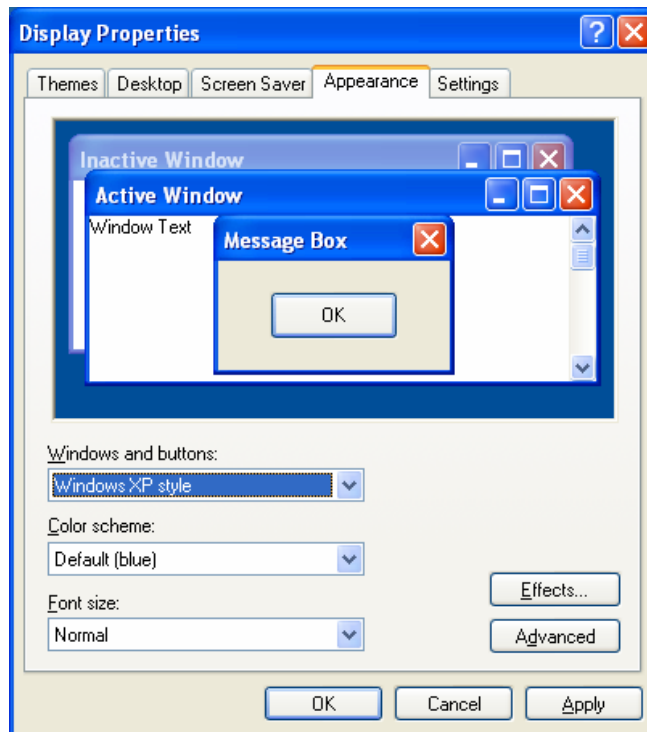 Display Properties
Themes Desktop Screen Saver Appearance Settings
Inactive Window
Active Window
Window Text
Message Box
OK
Windows and buttons:
Windows XP style
Color scheme:
Default (blue)
Effects...
Font size:
Normal
Advanced
OK Cancel Apply